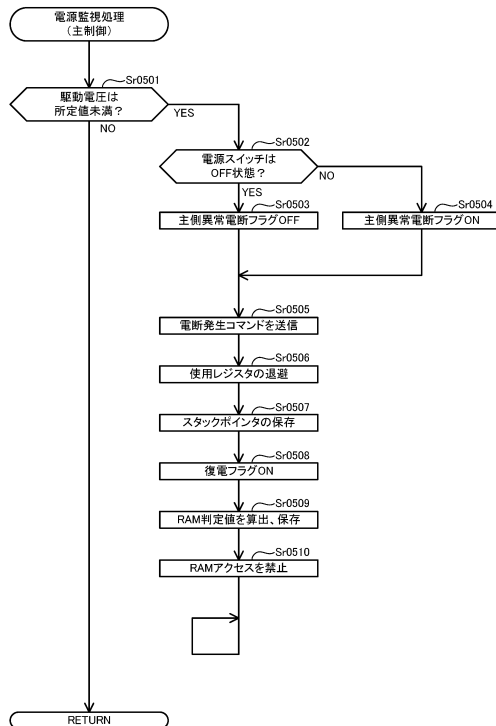 電源監視処理
(主制御)
Sr0501
駆動電圧は
所定値未満？
YES
NO
Sr0502
電源スイッチは
OFF状態？
NO
YES
Sr0503
主側異常電断フラグOFF
Sr0504
主側異常電断フラグON
Sr0505
電断発生コマンドを送信
Sr0506
使用レジスタの退避
Sr0507
スタックポインタの保存
Sr0508
復電フラグON
Sr0509
RAM判定値を算出、保存
Sr0510
RAMアクセスを禁止
RETURN